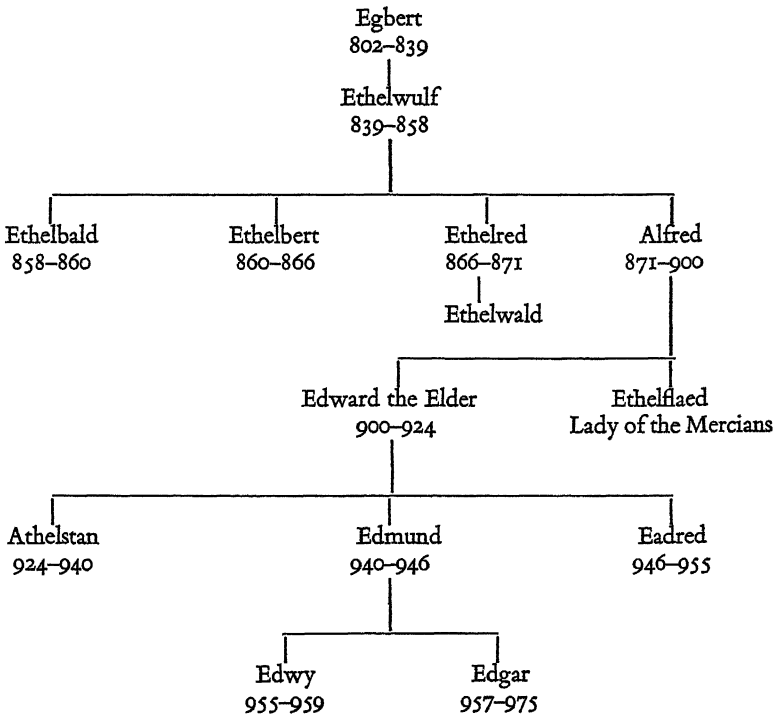 Egbert
802–839
Ethelwulf
839–858
Ethelbald
858–860
Ethelbert
860–866
Ethelred
866–871
Alfred
871–900
Ethelwald
Edward the Elder
900–924
Ethelflaed
Lady of the Mercians
Athelstan
924–940
Edmund
940–946
Eadred
946–955
Edwy
955–959
Edgar
957–975